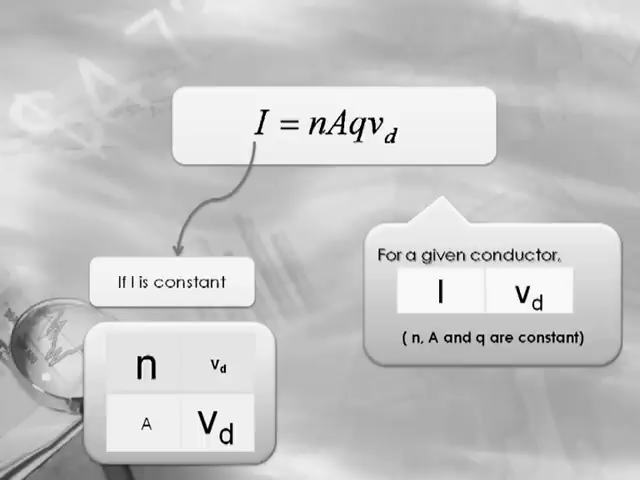 I = nAqv_d
For a given conductor,
I v_d
( n, A and q are constant)
If I is constant
n v_d
A v_d